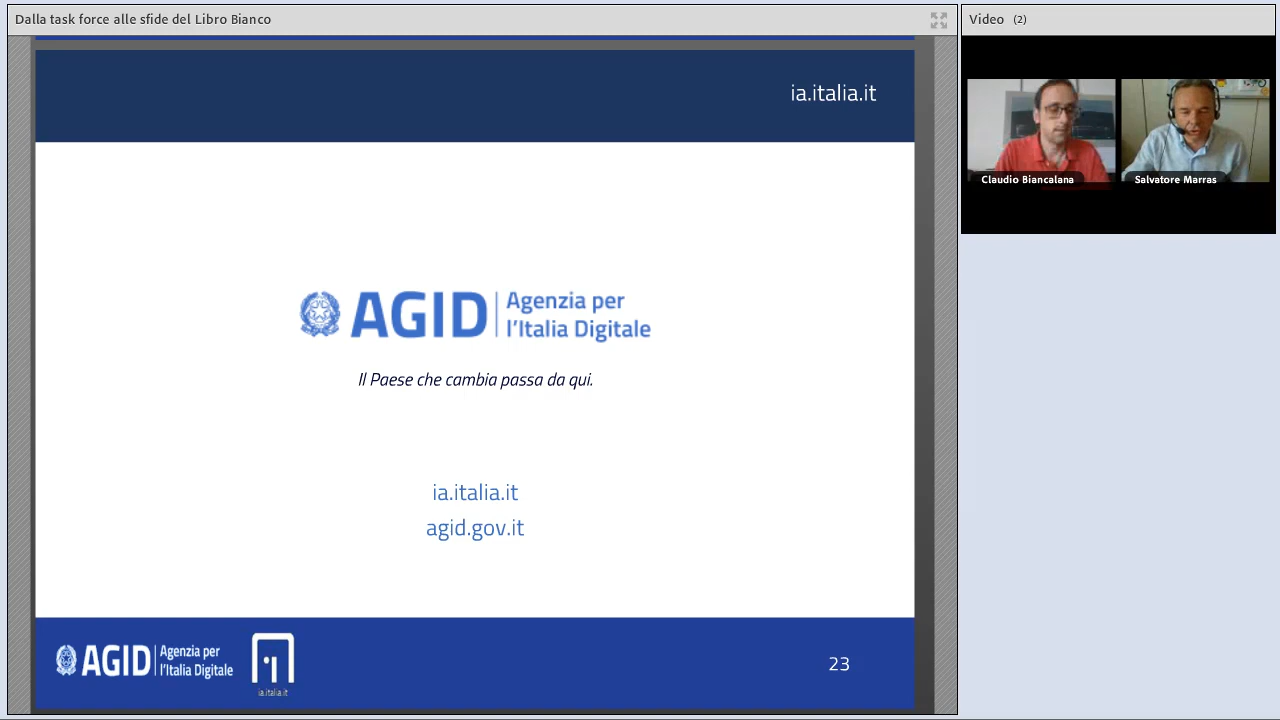 Dalla task force alle sfide del Libro Bianco
Video (2)
ia.italia.it
Claudio Biancalana
Salvatore Marras
AGID
Agenzia per
l'Italia Digitale
Il Paese che cambia passa da qui.
ia.italia.it
agid.gov.it
AGID
Agenzia per
l'Italia Digitale
ia.italia.it
23